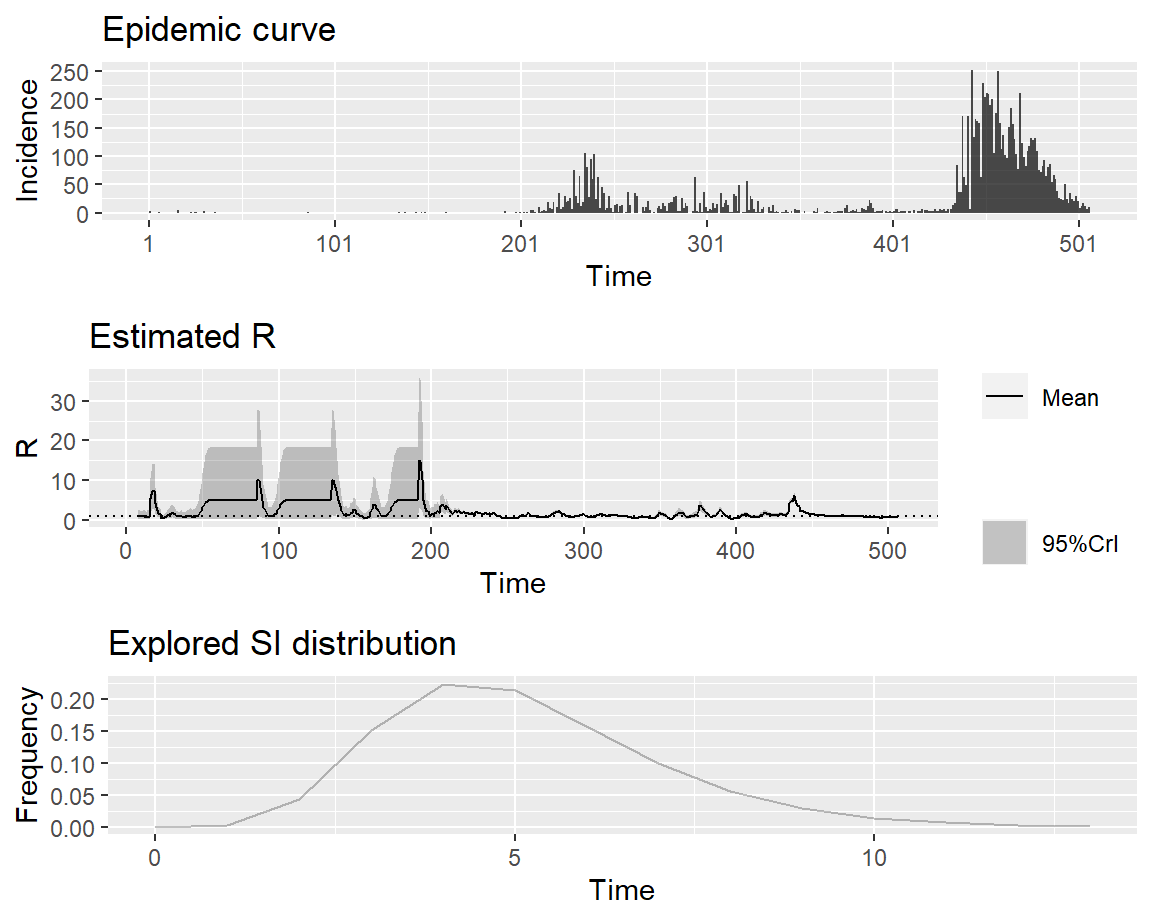 Epidemic curve
Incidence
250
200
150
100
50
0
1 101 201 301 401 501
Time
Estimated R
R
30
20
10
0
0 100 200 300 400 500
Time
Mean
95%CrI
Explored SI distribution
Frequency
0.20
0.15
0.10
0.05
0.00
0 5 10
Time